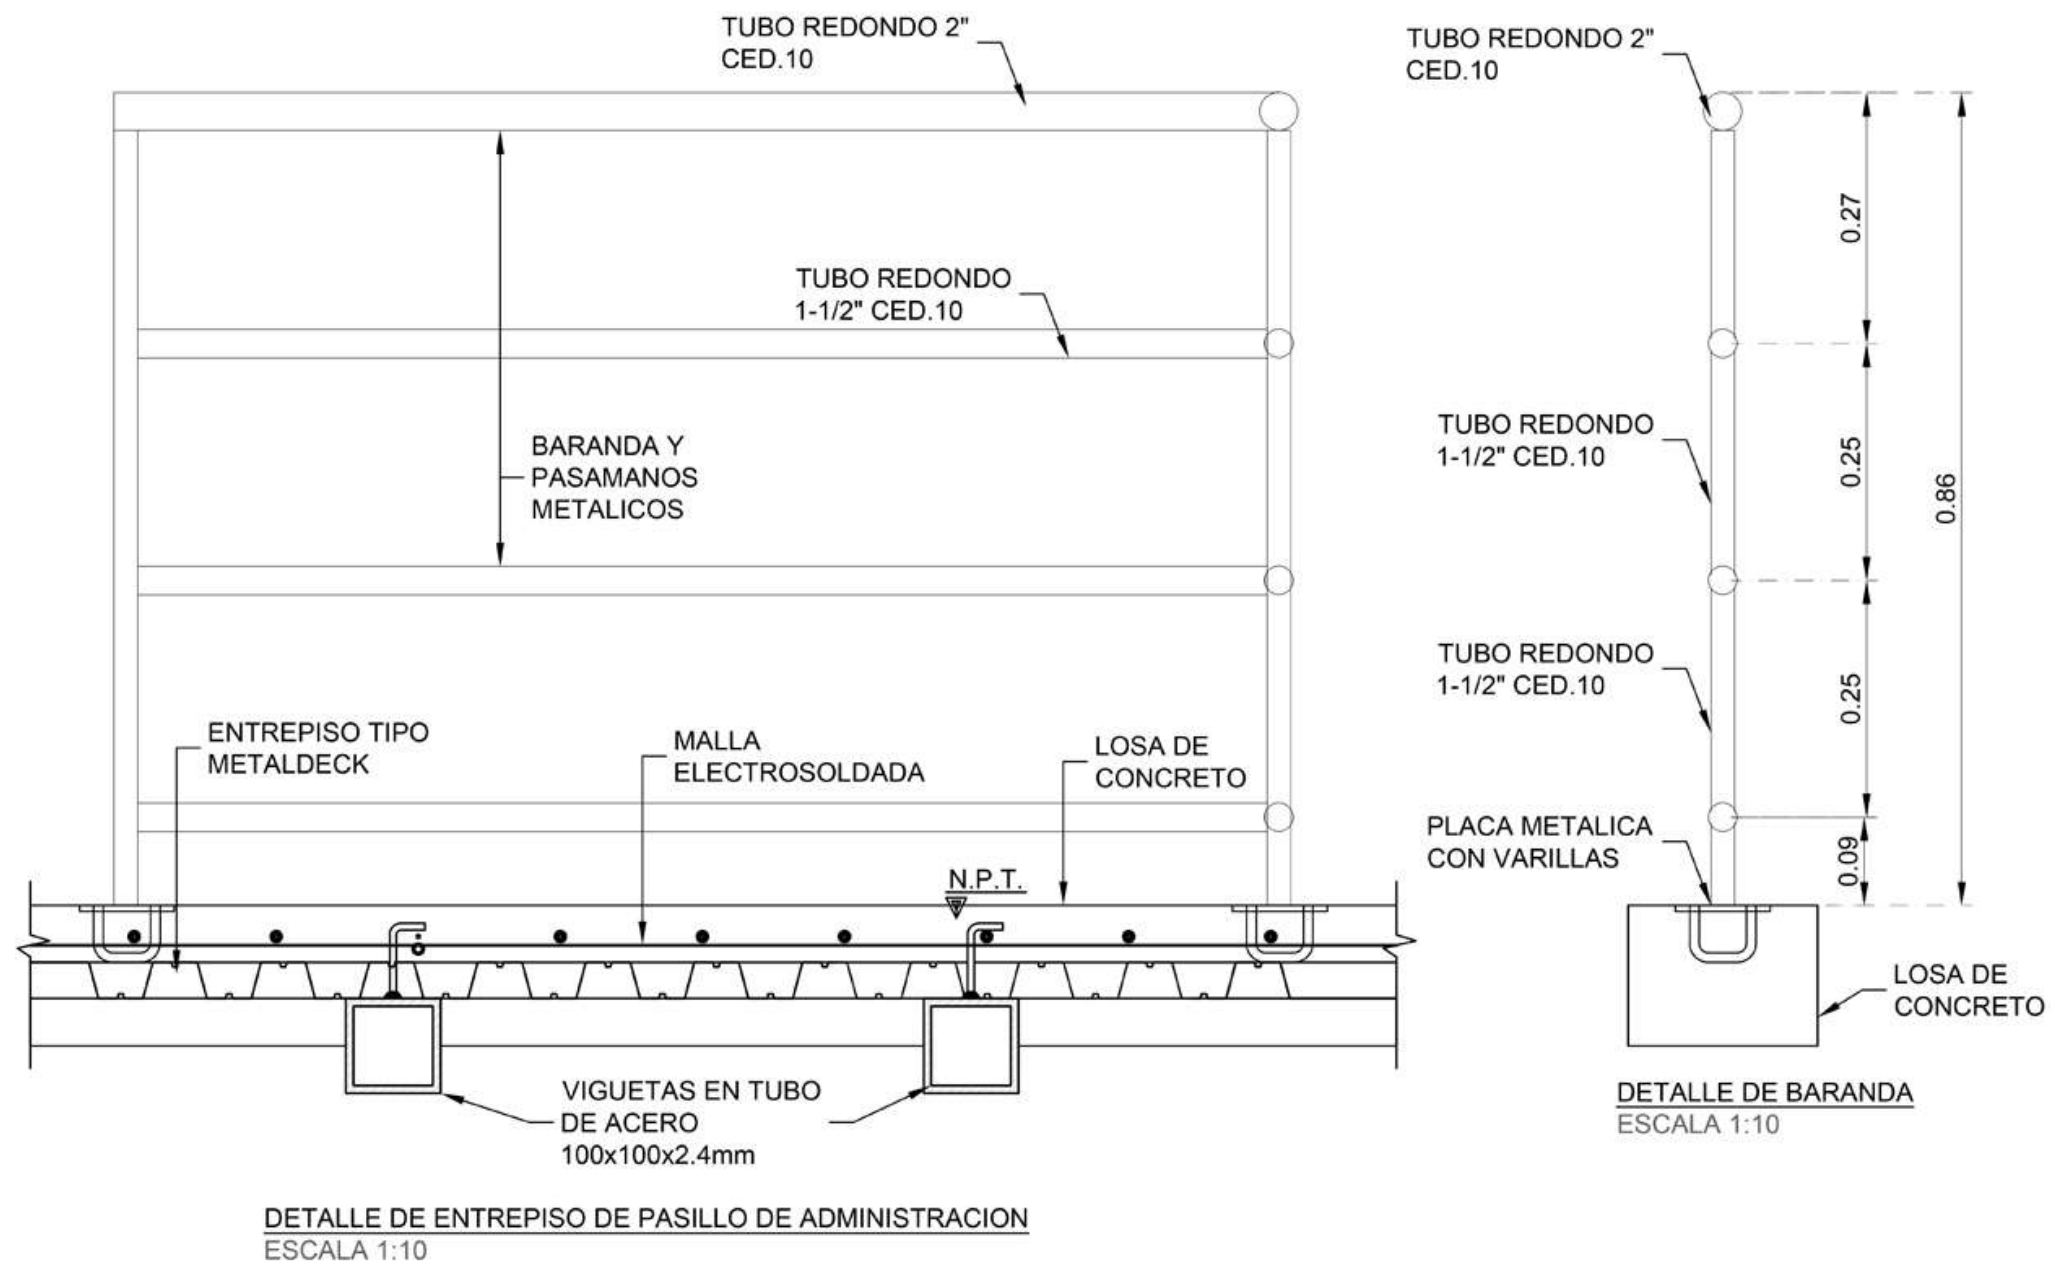 TUBO REDONDO 2"
CED.10
TUBO REDONDO
1-1/2" CED.10
BARANDA Y
PASAMANOS
METALICOS
ENTREPISO TIPO
METALDECK
MALLA
ELECTROSOLDADA
LOSA DE
CONCRETO
N.P.T.
VIGUETAS EN TUBO
DE ACERO
100x100x2.4mm
DETALLE DE ENTREPISO DE PASILLO DE ADMINISTRACION
ESCALA 1:10
TUBO REDONDO 2"
CED.10
0.27
TUBO REDONDO
1-1/2" CED.10
0.25
0.86
TUBO REDONDO
1-1/2" CED.10
0.25
PLACA METALICA
CON VARILLAS
0.09
LOSA DE
CONCRETO
DETALLE DE BARANDA
ESCALA 1:10